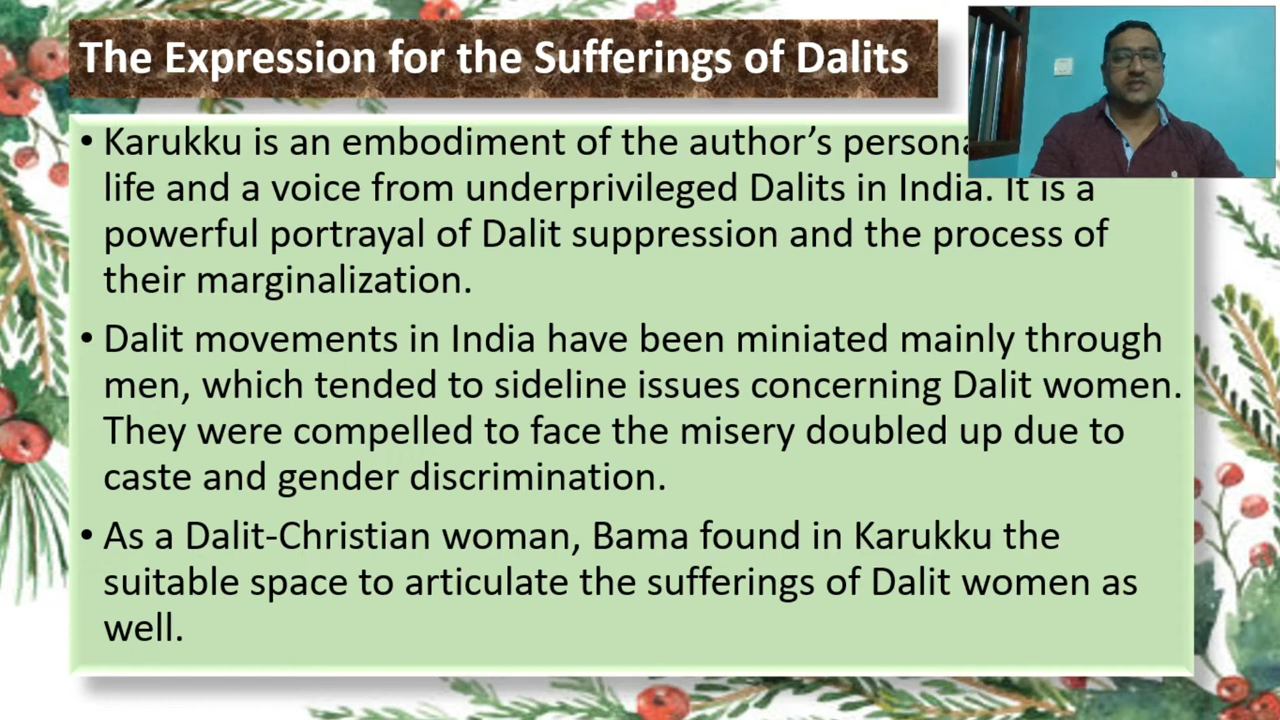 The Expression for the Sufferings of Dalits
• Karukku is an embodiment of the author’s
life and a voice from underprivileged Dalits in India. It is a
powerful portrayal of Dalit suppression and the process of
their marginalization.
• Dalit movements in India have been miniated mainly through
men, which tended to sideline issues concerning Dalit women.
They were compelled to face the misery doubled up due to
caste and gender discrimination.
• As a Dalit-Christian woman, Bama found in Karukku the
suitable space to articulate the sufferings of Dalit women as
well.